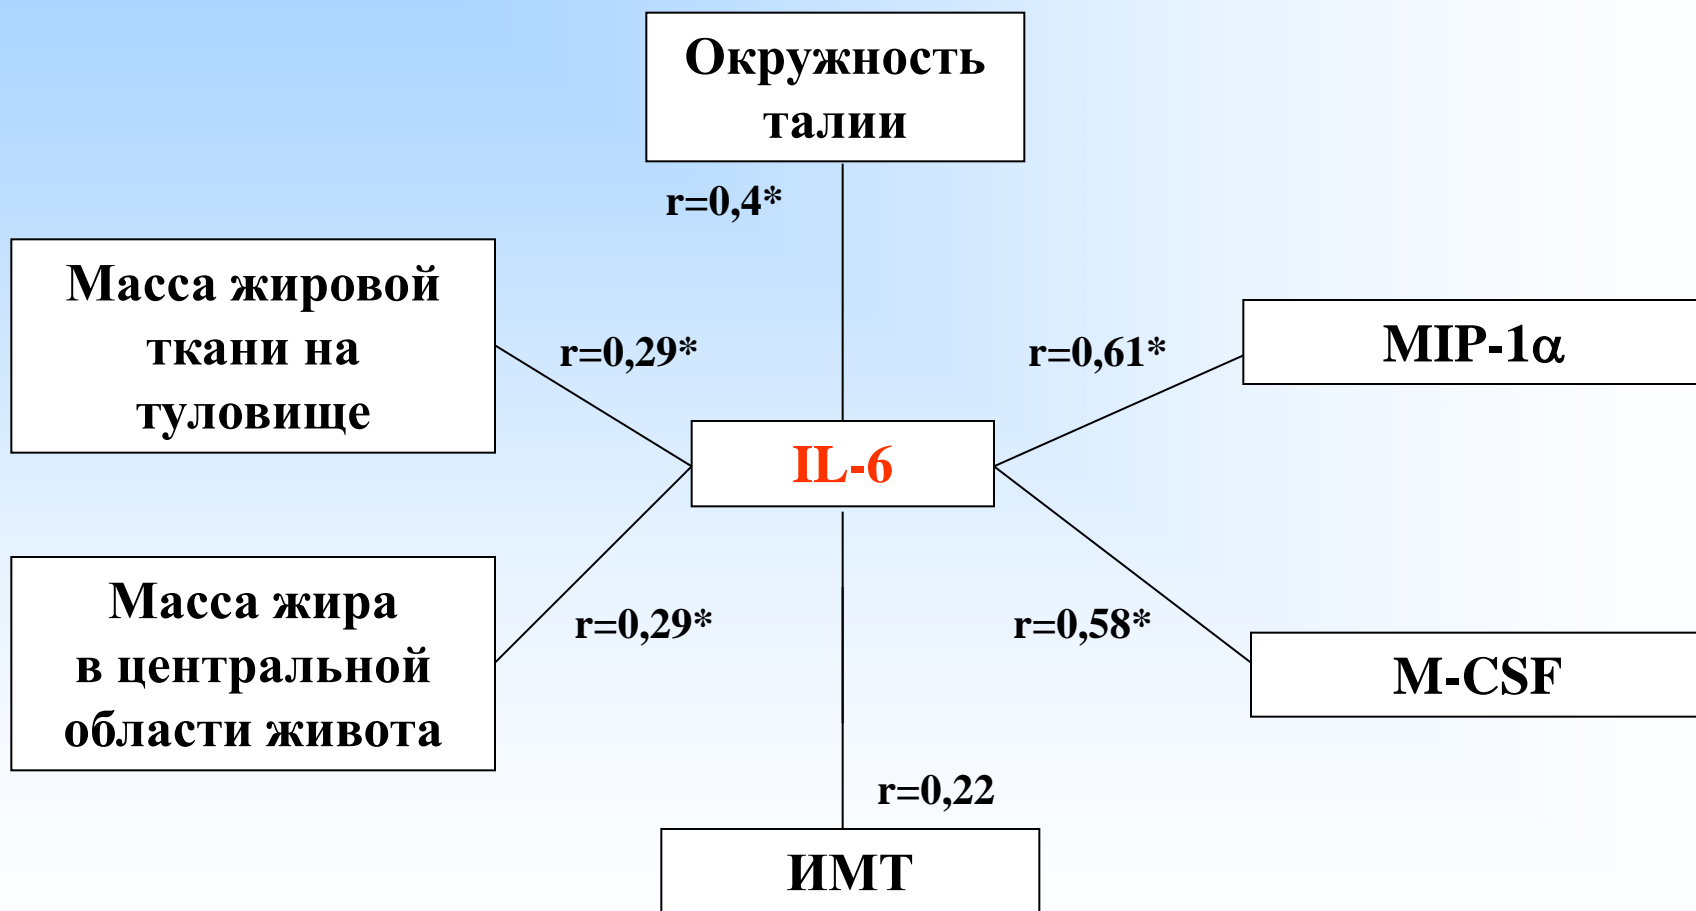 Окружность
талии
r=0,4*
Масса жировой
ткани на
туловище
r=0,29*
r=0,61*
MIP-1α
IL-6
Масса жира
в центральной
области живота
r=0,29*
r=0,58*
M-CSF
r=0,22
ИМТ